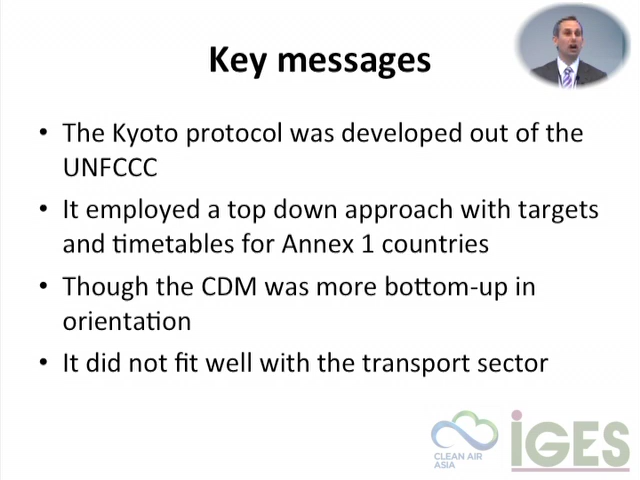 Key messages
• The Kyoto protocol was developed out of the
UNFCCC
• It employed a top down approach with targets
and timetables for Annex 1 countries
• Though the CDM was more bottom-up in
orientation
• It did not fit well with the transport sector
CLEAN AIR
ASIA
iGES